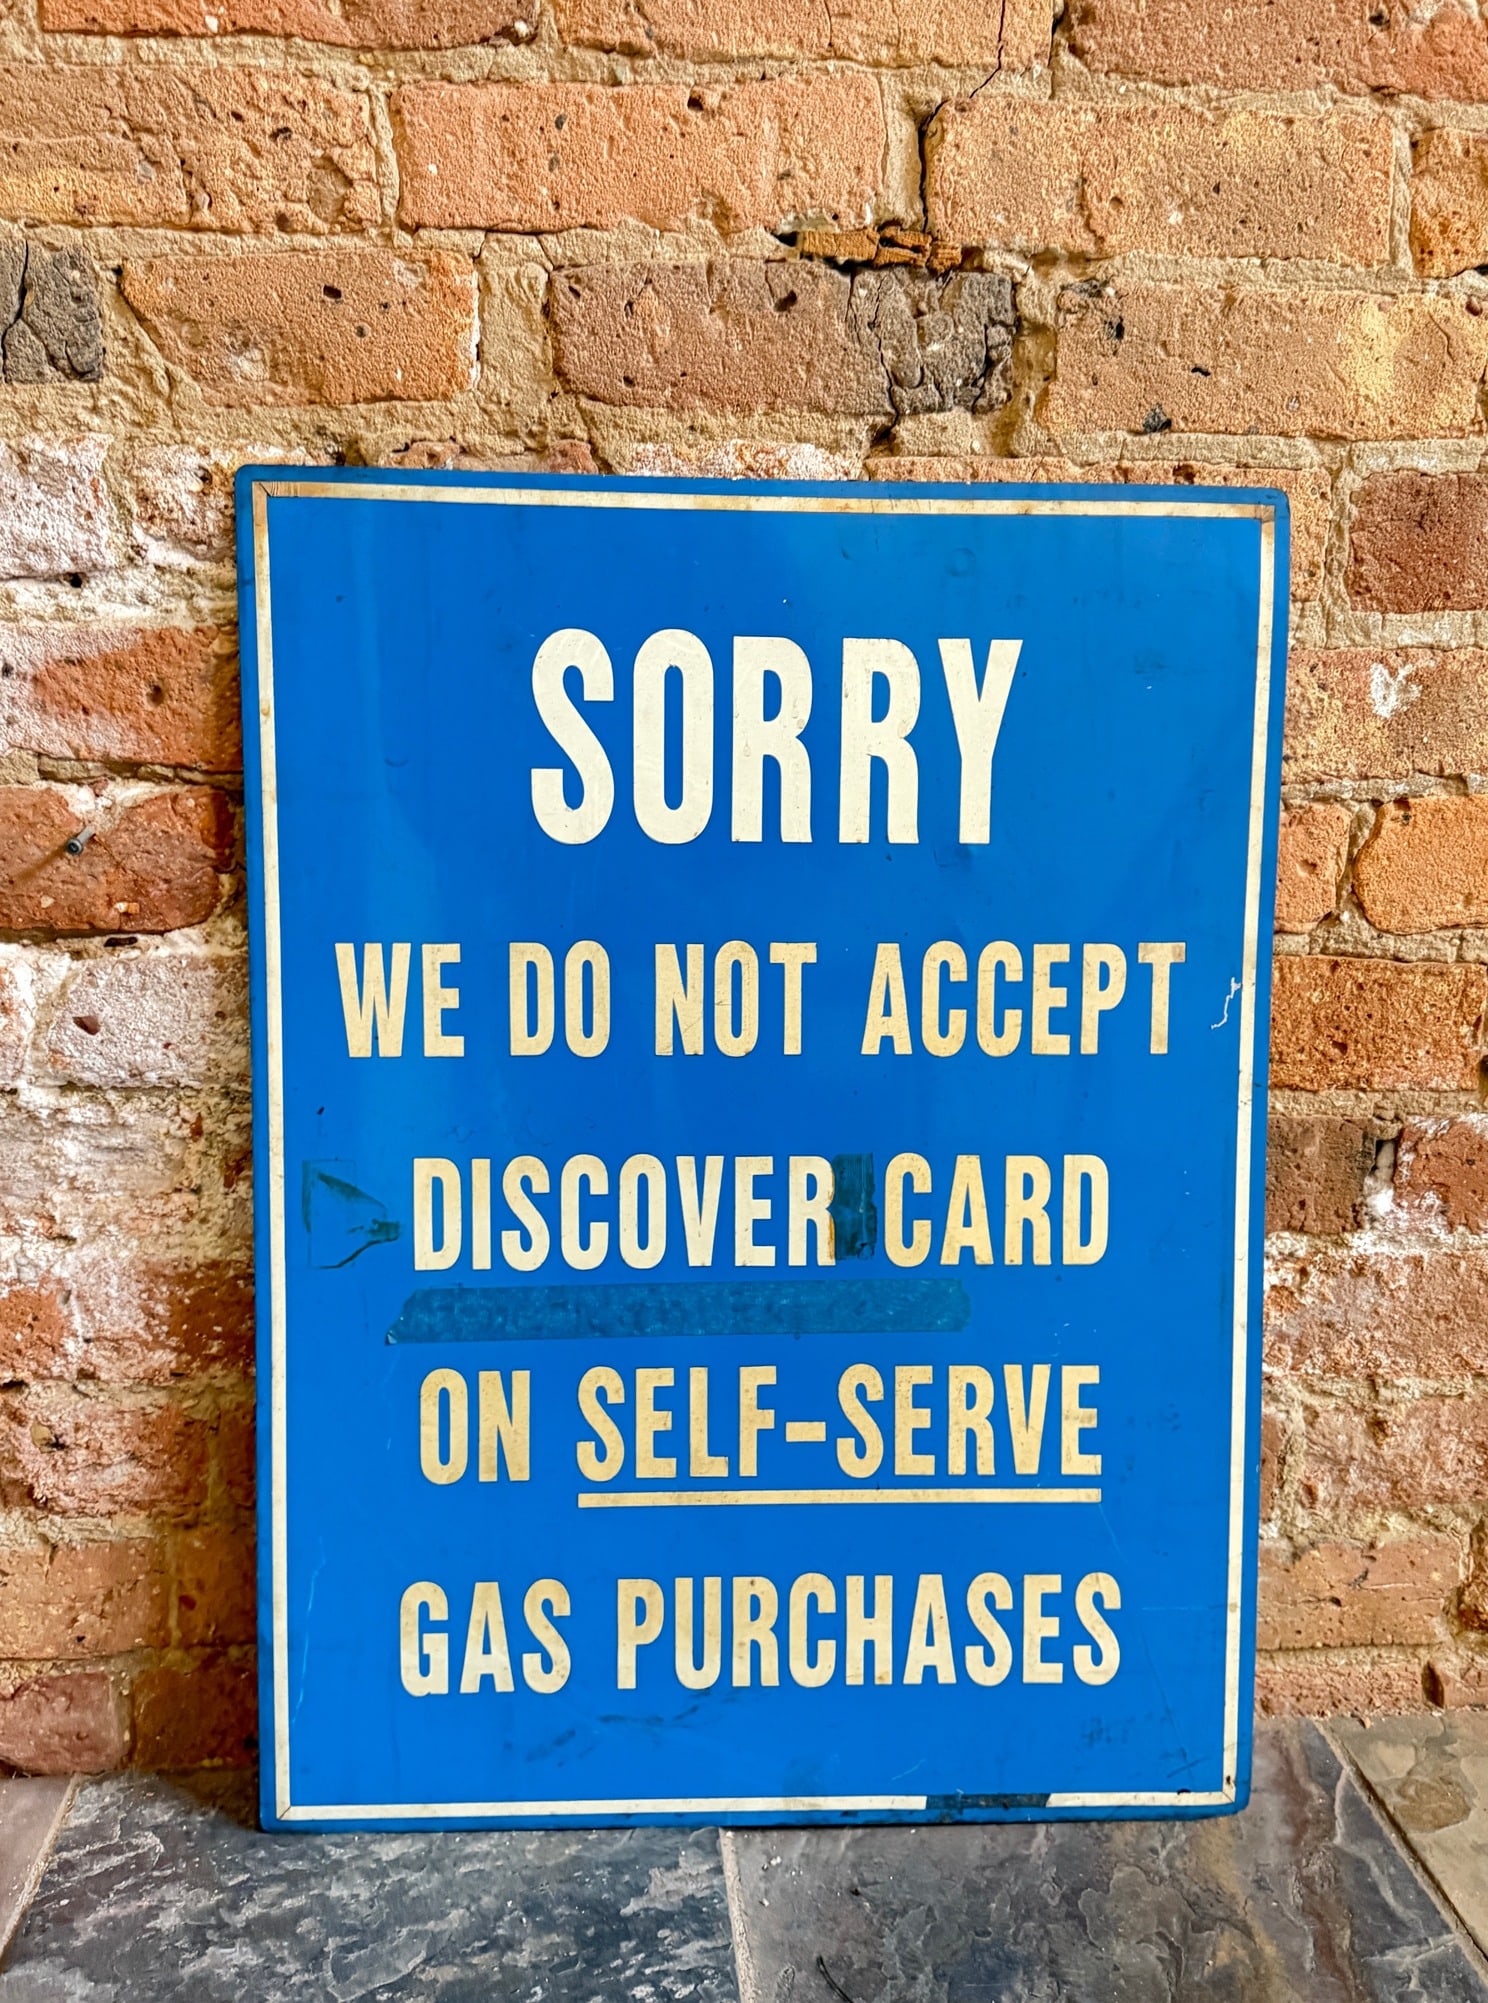 SORRY
WE DO NOT ACCEPT
DISCOVER CARD
ON SELF-SERVE
GAS PURCHASES